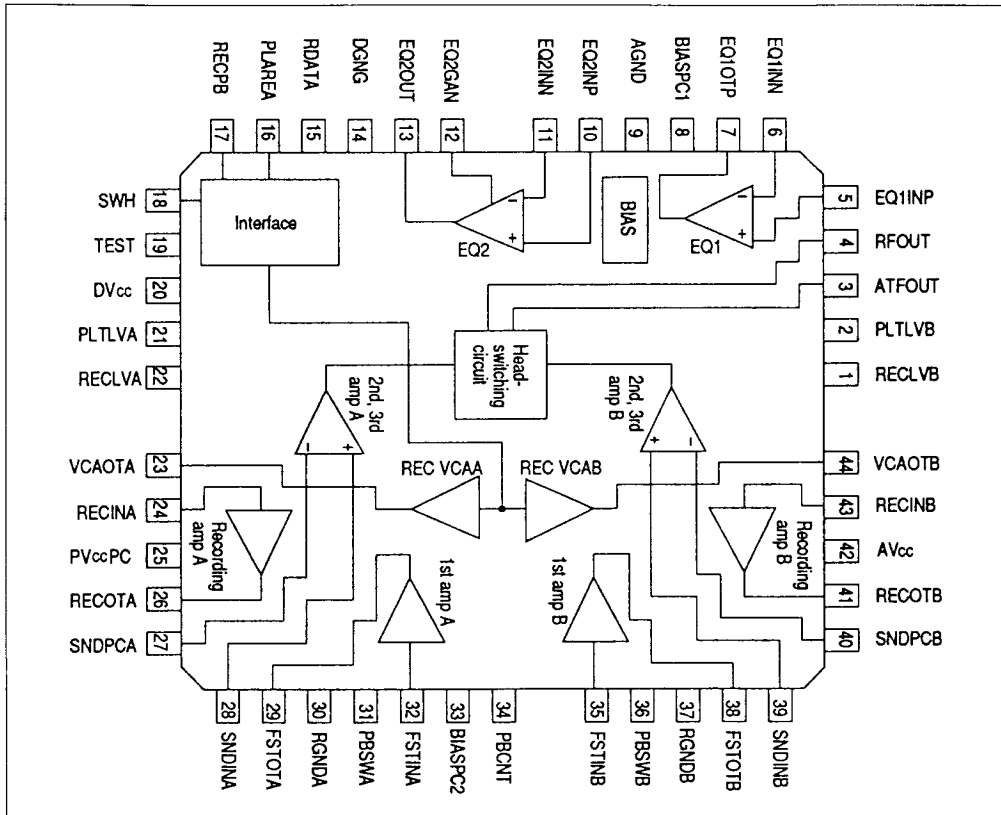 RECPB
PLAREA
RDATA
DGNG
EQ2OUT
EQ2GAN
EQ2INN
EQ2INP
AGND
BIASPC1
EQ1OTP
EQ1INN
17
16
15
14
13
12
11
10
9
8
7
6
SWH 18
TEST 19
DVcc 20
PLTLVA 21
RECLVA 22
VCAOTA 23
RECINA 24
PVccPC 25
RECOTA 26
SNDPCA 27
Interface
EQ2
- +
BIAS
EQ1
- +
Head-
switching
circuit
2nd, 3rd
amp A
- +
2nd, 3rd
amp B
+ -
REC VCAA
REC VCAB
Recording
amp A
Recording
amp B
1st amp A
1st amp B
5 EQ1INP
4 RFOUT
3 ATFOUT
2 PLTLVB
1 RECLVB
44 VCAOTB
43 RECINB
42 AVcc
41 RECOTB
40 SNDPCB
28
29
30
31
32
33
34
35
36
37
38
39
SNDINA
FSTOTA
RGNDA
PBSWA
FSTINA
BIASPC2
PBCNT
FSTINB
PBSWB
RGNDB
FSTOTB
SNDINB